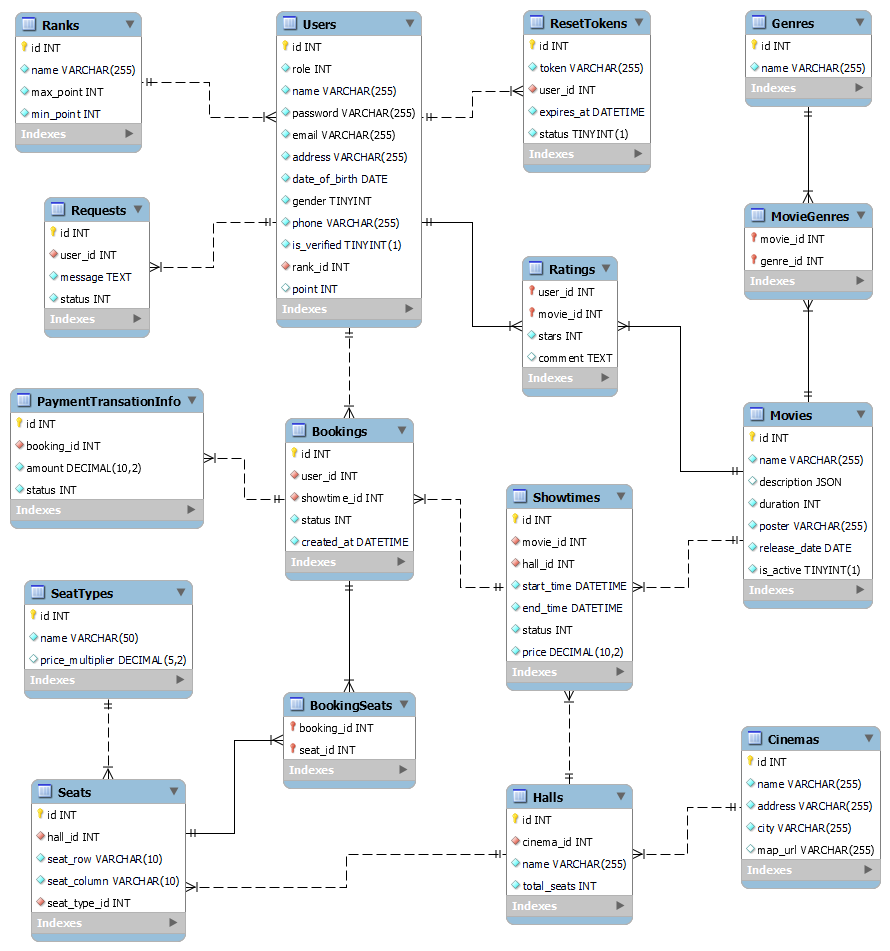 Ranks
id INT
name VARCHAR(255)
max_point INT
min_point INT
Indexes
Users
id INT
role INT
name VARCHAR(255)
password VARCHAR(255)
email VARCHAR(255)
address VARCHAR(255)
date_of_birth DATE
gender TINYINT
phone VARCHAR(255)
is_verified TINYINT(1)
rank_id INT
point INT
Indexes
ResetTokens
id INT
token VARCHAR(255)
user_id INT
expires_at DATETIME
status TINYINT(1)
Indexes
Genres
id INT
name VARCHAR(255)
Indexes
Requests
id INT
user_id INT
message TEXT
status INT
Indexes
MovieGenres
movie_id INT
genre_id INT
Indexes
Ratings
user_id INT
movie_id INT
stars INT
comment TEXT
Indexes
PaymentTransationInfo
id INT
booking_id INT
amount DECIMAL(10,2)
status INT
Indexes
Bookings
id INT
user_id INT
showtime_id INT
status INT
created_at DATETIME
Indexes
Movies
id INT
name VARCHAR(255)
description JSON
duration INT
poster VARCHAR(255)
release_date DATE
is_active TINYINT(1)
Indexes
Showtimes
id INT
movie_id INT
hall_id INT
start_time DATETIME
end_time DATETIME
status INT
price DECIMAL(10,2)
Indexes
SeatTypes
id INT
name VARCHAR(50)
price_multiplier DECIMAL(5,2)
Indexes
BookingSeats
booking_id INT
seat_id INT
Indexes
Cinemas
id INT
name VARCHAR(255)
address VARCHAR(255)
city VARCHAR(255)
map_url VARCHAR(255)
Indexes
Seats
id INT
hall_id INT
seat_row VARCHAR(10)
seat_column VARCHAR(10)
seat_type_id INT
Indexes
Halls
id INT
cinema_id INT
name VARCHAR(255)
total_seats INT
Indexes